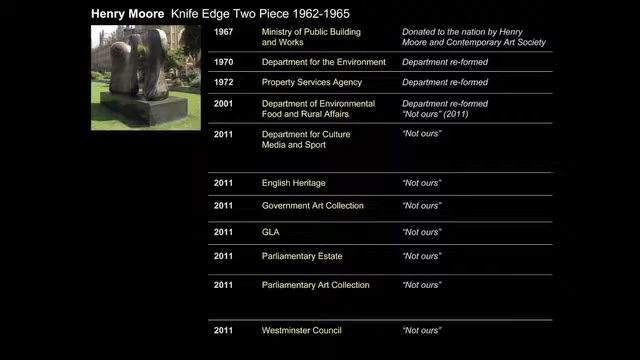 Henry Moore Knife Edge Two Piece 1962-1965
1967 Ministry of Public Building Donated to the nation by Henry
and Works Moore and Contemporary Art Society
1970 Department for the Environment Department re-formed
1972 Property Services Agency Department re-formed
2001 Department of Environmental Department re-formed
Food and Rural Affairs “Not ours” (2011)
2011 Department for Culture “Not ours”
Media and Sport
2011 English Heritage “Not ours”
2011 Government Art Collection “Not ours”
2011 GLA “Not ours”
2011 Parliamentary Estate “Not ours”
2011 Parliamentary Art Collection “Not ours”
2011 Westminster Council “Not ours”